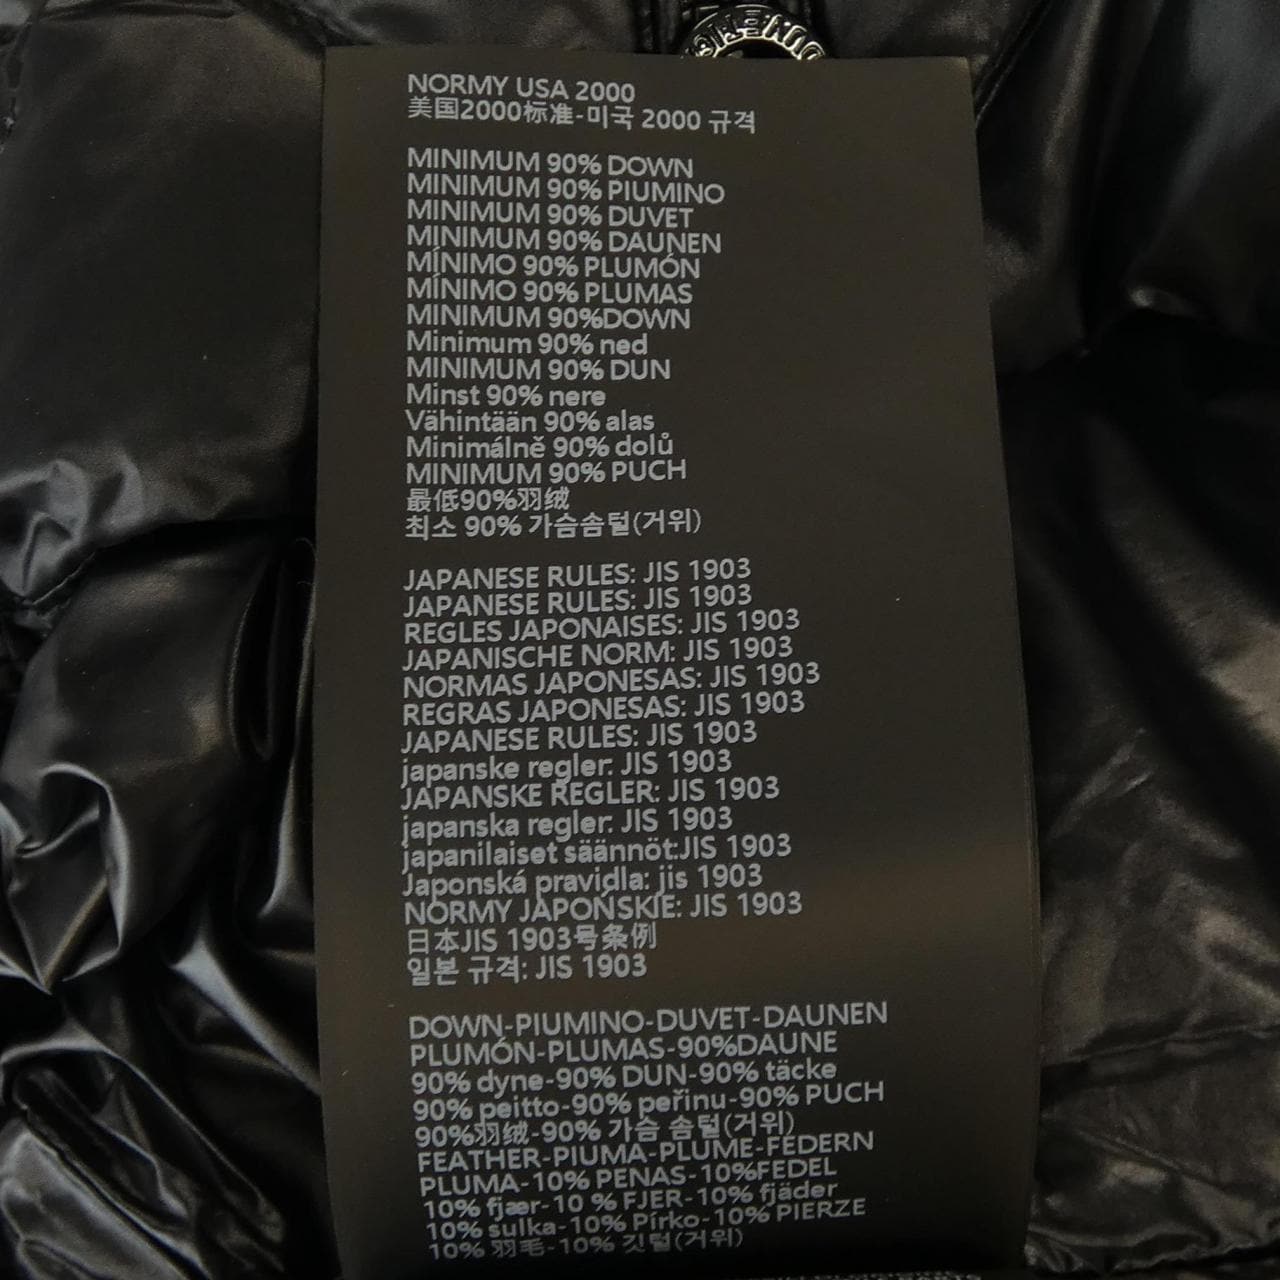 NORMY USA 2000
美国2000标准-미국 2000 규격
MINIMUM 90% DOWN
MINIMUM 90% PIUMINO
MINIMUM 90% DUVET
MINIMUM 90% DAUNEN
MÍNIMO 90% PLUMÓN
MÍNIMO 90% PLUMAS
MINIMUM 90%DOWN
Minimum 90% ned
MINIMUM 90% DUN
Minst 90% nere
Vähintään 90% alas
Minimálně 90% dolů
MINIMUM 90% PUCH
最低90%羽绒
최소 90% 가슴솜털(거위)
JAPANESE RULES: JIS 1903
JAPANESE RULES: JIS 1903
REGLES JAPONAISES: JIS 1903
JAPANISCHE NORM: JIS 1903
NORMAS JAPONESAS: JIS 1903
REGRAS JAPONESAS: JIS 1903
JAPANESE RULES: JIS 1903
japanske regler: JIS 1903
JAPANSKE REGLER: JIS 1903
japanska regler: JIS 1903
japanilaiset säännöt:JIS 1903
Japonská pravidla: jis 1903
NORMY JAPOŃSKIE: JIS 1903
日本JIS 1903号条例
일본 규격: JIS 1903
DOWN-PIUMINO-DUVET-DAUNEN
PLUMÓN-PLUMAS-90%DAUNE
90% dyne-90% DUN-90% täcke
90% peitto-90% peřinu-90% PUCH
90%羽绒-90% 가슴 솜털(거위)
FEATHER-PIUMA-PLUME-FEDERN
PLUMA-10% PENAS-10%FEDEL
10% fjær- 10 % FJER-10% fjäder
10% sulka-10% Pírko-10% PIERZE
10% 羽毛-10% 깃털(거위)